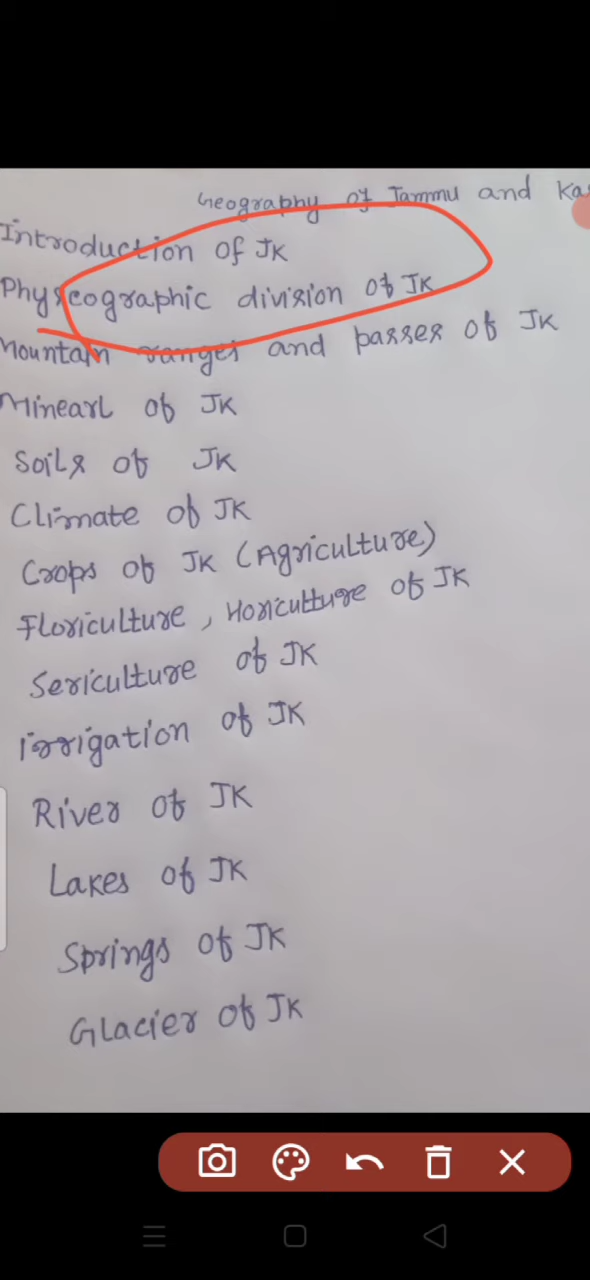 Geography of Jammu and Ka
Introduction of JK
Physeographic division of JK
Mountain ranges and passes of JK
Minearl of JK
Soils of JK
Climate of JK
Crops of JK (Agriculture)
Floriculture, Horiculture of JK
Sericulture of JK
irrigation of JK
River of JK
Lakes of JK
Springs of JK
Glacier of JK